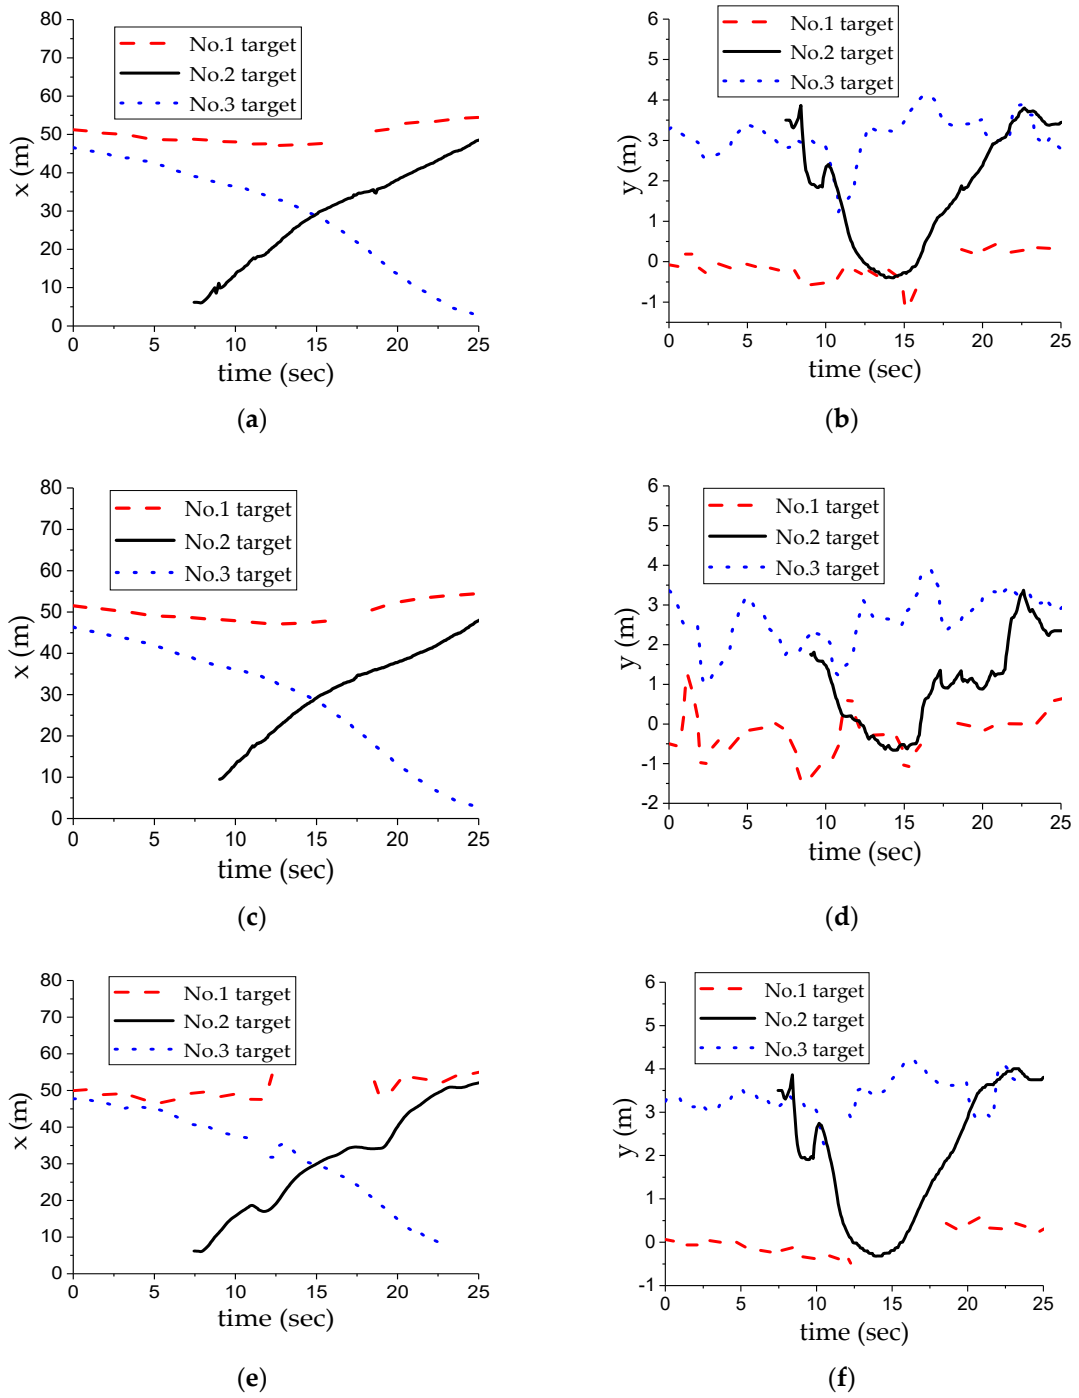 80
70
60
50
40
30
20
10
0
x (m)
No.1 target
No.2 target
No.3 target
0 5 10 15 20 25
time (sec)
(a)
6
5
4
3
2
1
0
-1
y (m)
No.1 target
No.2 target
No.3 target
0 5 10 15 20 25
time (sec)
(b)
80
70
60
50
40
30
20
10
0
x (m)
No.1 target
No.2 target
No.3 target
0 5 10 15 20 25
time (sec)
(c)
6
5
4
3
2
1
0
-1
-2
y (m)
No.1 target
No.2 target
No.3 target
0 5 10 15 20 25
time (sec)
(d)
80
70
60
50
40
30
20
10
0
x (m)
No.1 target
No.2 target
No.3 target
0 5 10 15 20 25
time (sec)
(e)
6
5
4
3
2
1
0
-1
y (m)
No.1 target
No.2 target
No.3 target
0 5 10 15 20 25
time (sec)
(f)